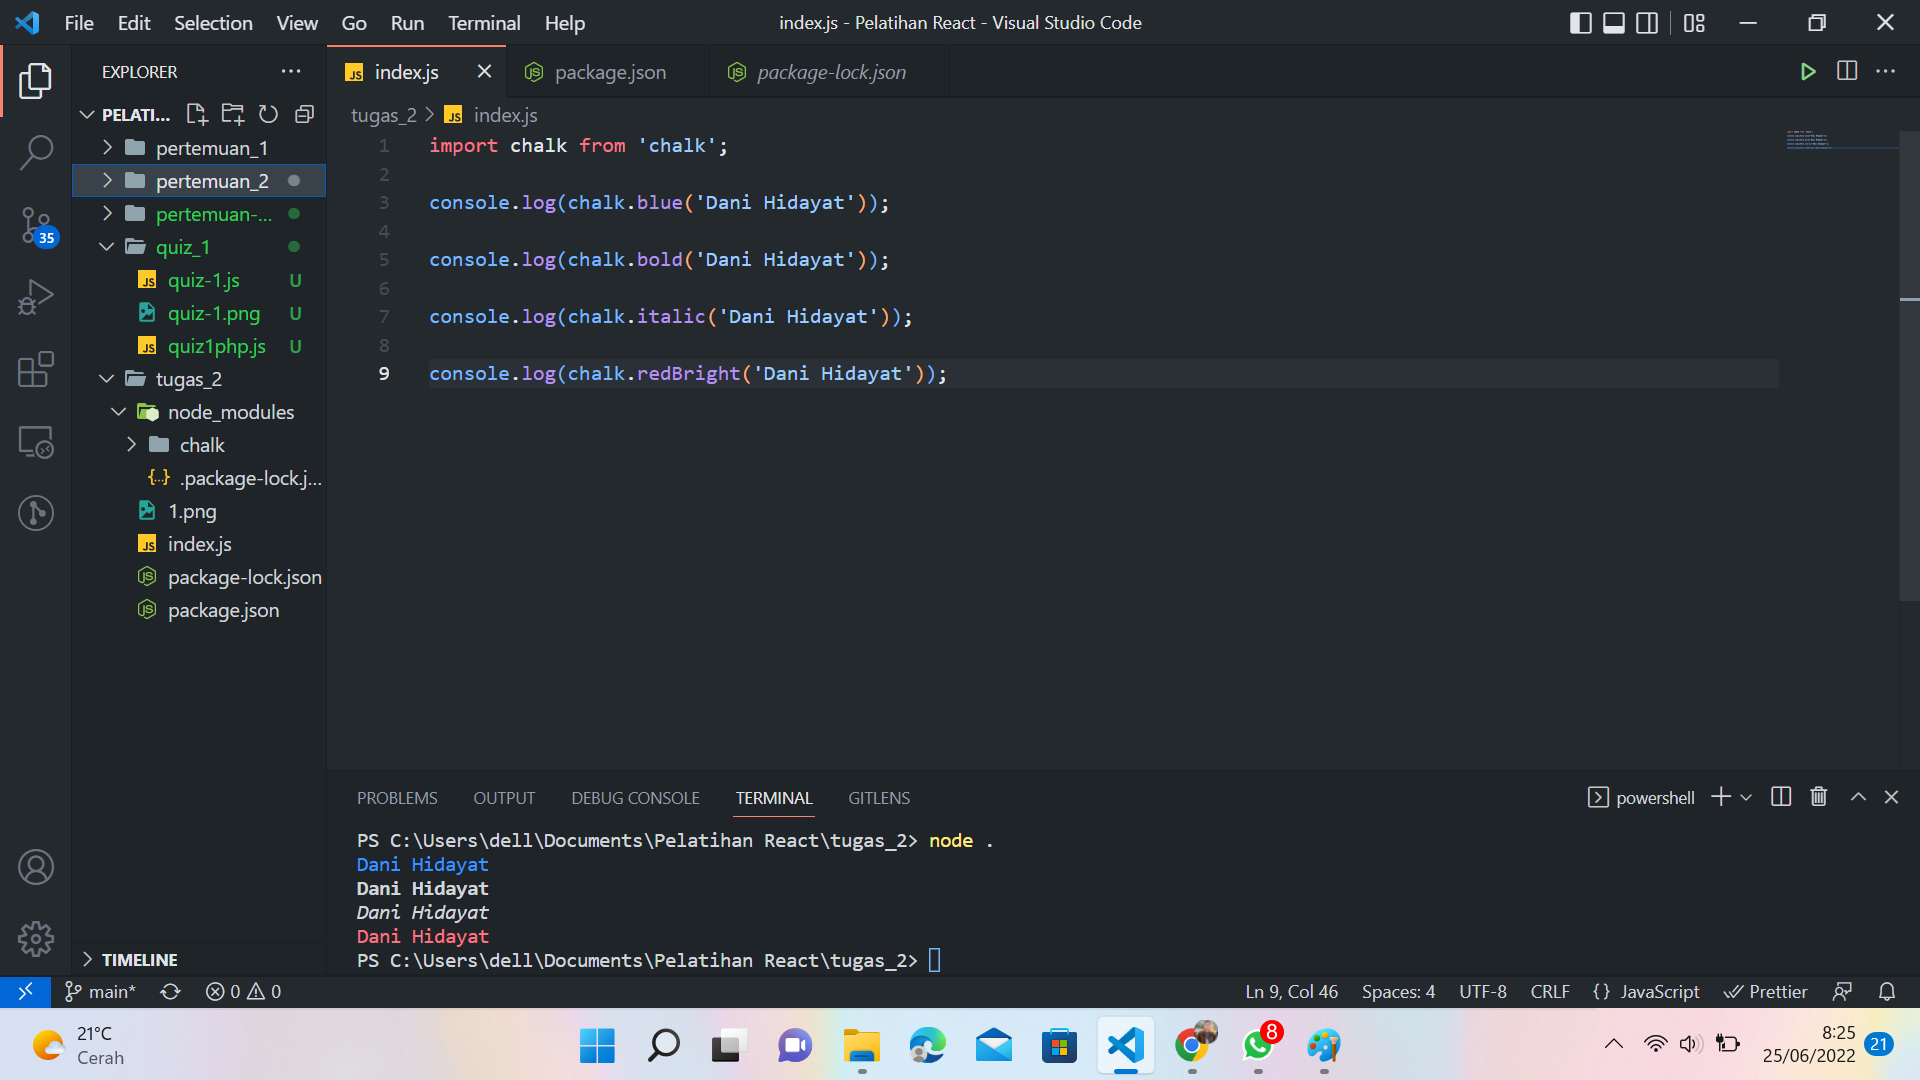 File Edit Selection View Go Run Terminal Help
index.js - Pelatihan React - Visual Studio Code
EXPLORER
index.js
package.json
package-lock.json
PELATI...
tugas_2 > index.js
pertemuan_1
pertemuan_2
pertemuan-...
quiz_1
quiz-1.js U
quiz-1.png U
quiz1php.js U
tugas_2
node_modules
chalk
{..} .package-lock.j...
1.png
index.js
package-lock.json
package.json
TIMELINE
35
1 import chalk from 'chalk';
2
3 console.log(chalk.blue('Dani Hidayat'));
4
5 console.log(chalk.bold('Dani Hidayat'));
6
7 console.log(chalk.italic('Dani Hidayat'));
8
9 console.log(chalk.redBright('Dani Hidayat'));
PROBLEMS OUTPUT DEBUG CONSOLE TERMINAL GITLENS
powershell
PS C:\Users\dell\Documents\Pelatihan React\tugas_2> node .
Dani Hidayat
Dani Hidayat
Dani Hidayat
Dani Hidayat
PS C:\Users\dell\Documents\Pelatihan React\tugas_2>
main* 0 0
Ln 9, Col 46 Spaces: 4 UTF-8 CRLF {} JavaScript Prettier
21°C
Cerah
8
8:25
25/06/2022
21